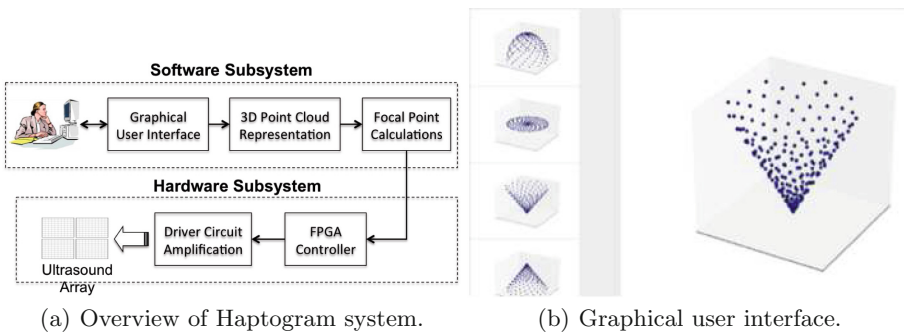 Software Subsystem
Graphical
User Interface
3D Point Cloud
Representation
Focal Point
Calculations
Hardware Subsystem
Ultrasound
Array
Driver Circuit
Amplification
FPGA
Controller
(a) Overview of Haptogram system.
(b) Graphical user interface.